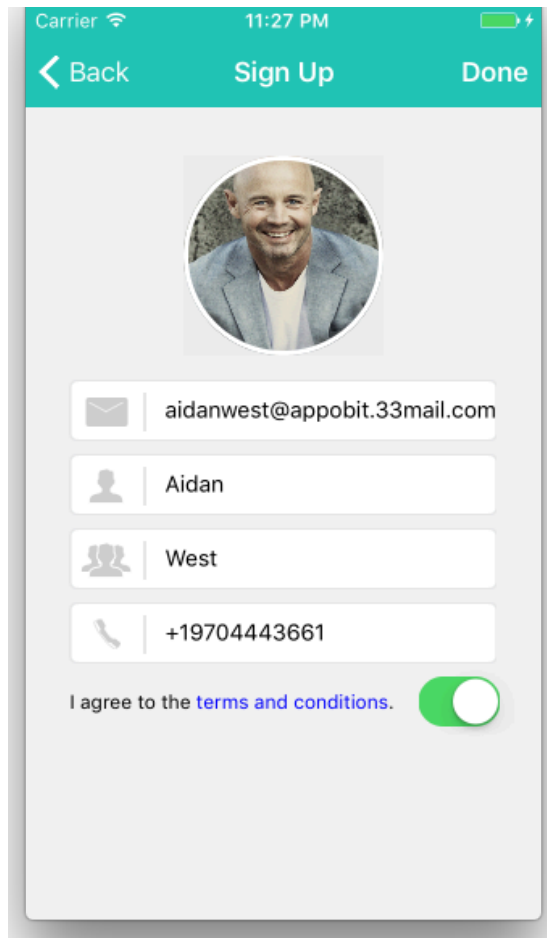 Carrier 11:27 PM
Back Sign Up Done
aidanwest@appobit.33mail.com
Aidan
West
+19704443661
I agree to the terms and conditions.